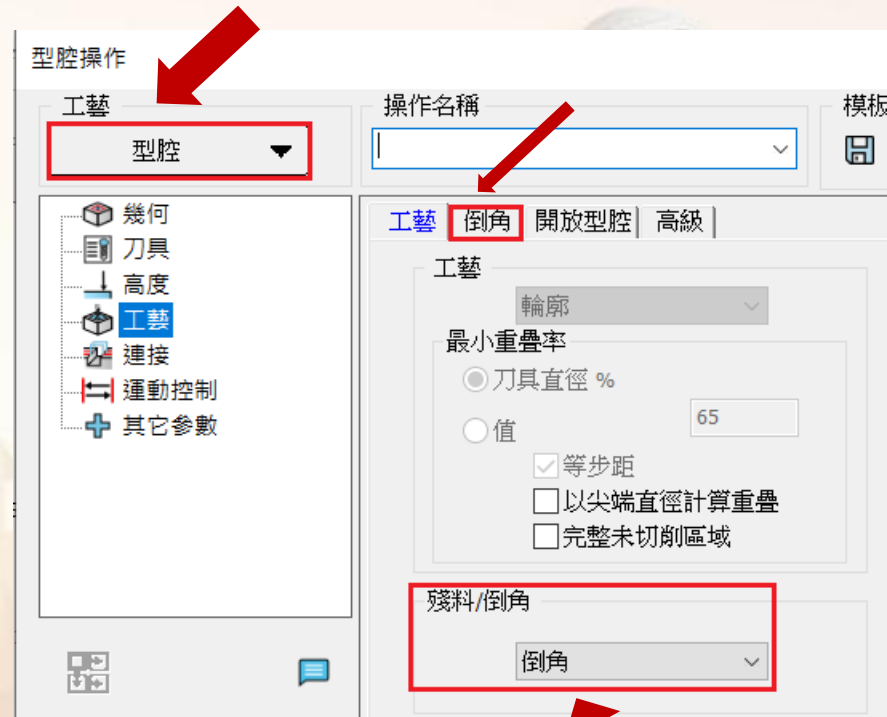 型腔操作
工藝
操作名稱
模板
型腔
幾何
刀具
高度
工藝
連接
運動控制
其它參數
工藝 倒角 開放型腔 高級
工藝
輪廓
最小重疊率
刀具直徑 %
值
65
等步距
以尖端直徑計算重疊
完整未切削區域
殘料/倒角
倒角